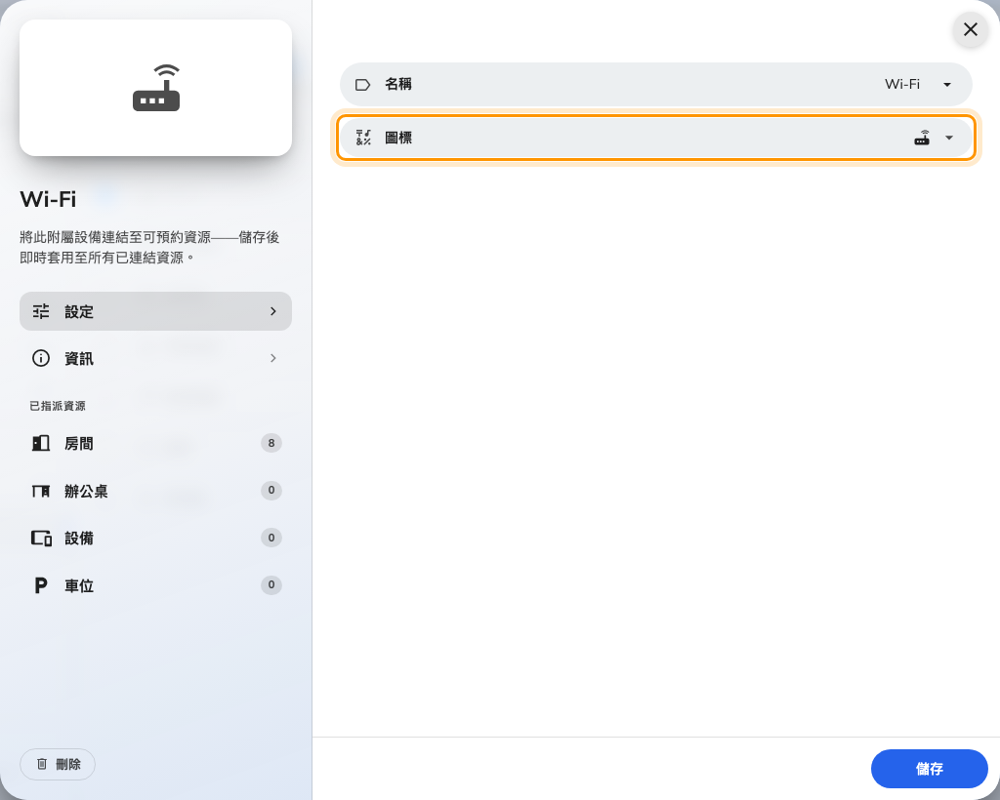 Wi-Fi
將此附屬設備連結至可預約資源——儲存後
即時套用至所有已連結資源。
設定
資訊
已指派資源
房間 8
辦公桌 0
設備 0
車位 0
刪除
名稱 Wi-Fi
圖標
儲存